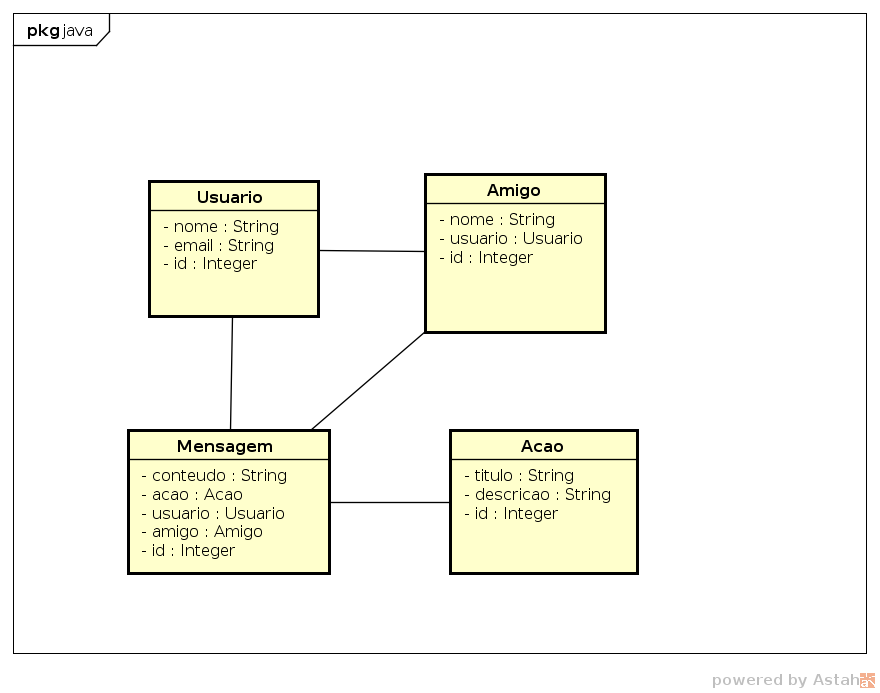 pkg java
Usuario
- nome : String
- email : String
- id : Integer
Amigo
- nome : String
- usuario : Usuario
- id : Integer
Mensagem
- conteudo : String
- acao : Acao
- usuario : Usuario
- amigo : Amigo
- id : Integer
Acao
- titulo : String
- descricao : String
- id : Integer
powered by Astah